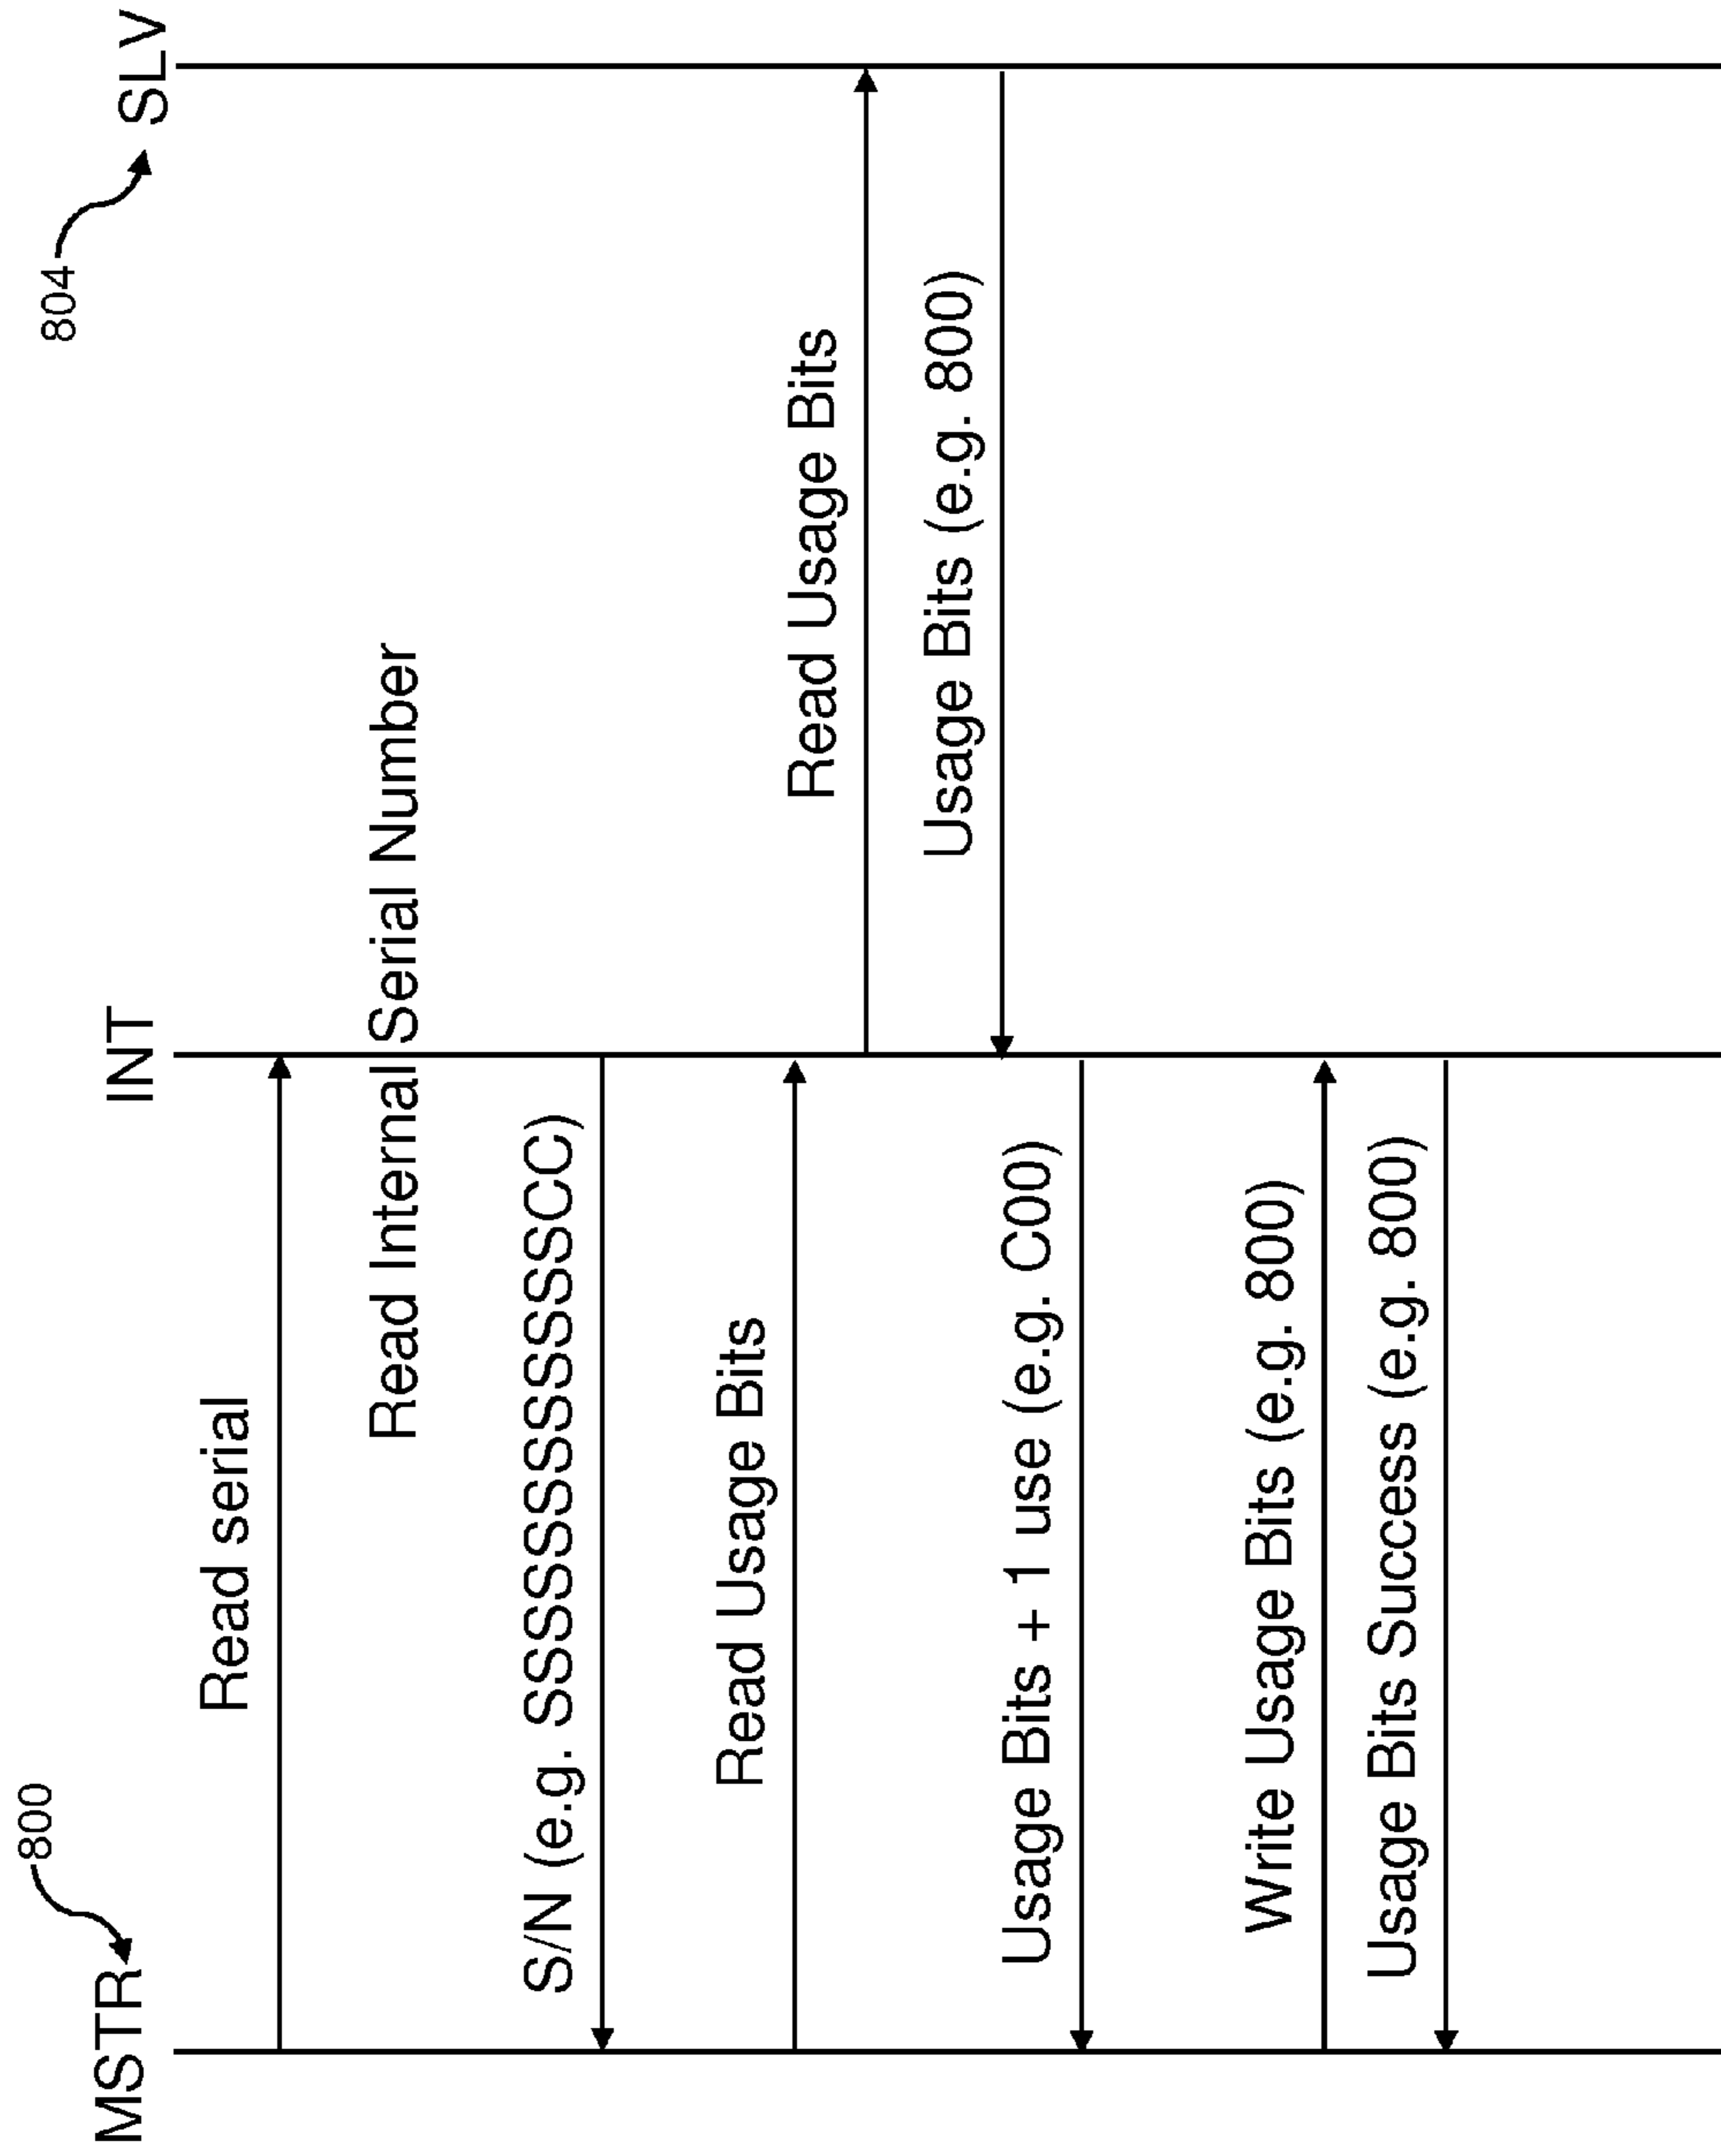 800
804
MSTR
INT
SLV
Read serial
Read Internal Serial Number
S/N (e.g. SSSSSSSSSSSSCC)
Read Usage Bits
Read Usage Bits
Usage Bits (e.g. 800)
Usage Bits + 1 use (e.g. C00)
Write Usage Bits (e.g. 800)
Usage Bits Success (e.g. 800)